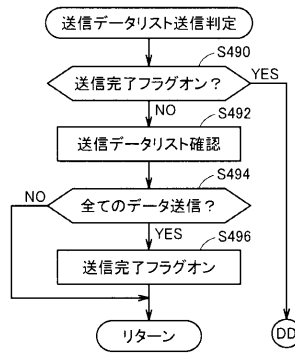 送信データリスト送信判定
S490
送信完了フラグオン?
YES
NO
S492
送信データリスト確認
S494
NO
全てのデータ送信?
YES
S496
送信完了フラグオン
リターン
DD